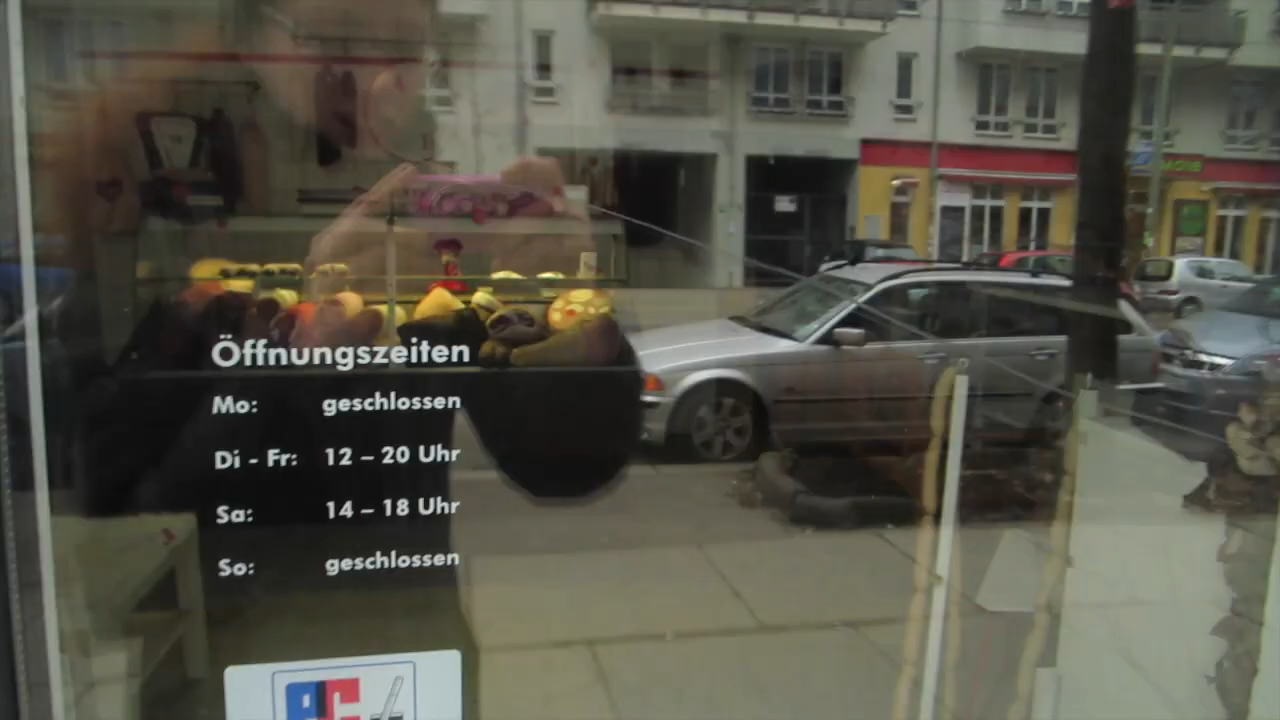 Öffnungszeiten
Mo: geschlossen
Di - Fr: 12 – 20 Uhr
Sa: 14 – 18 Uhr
So: geschlossen